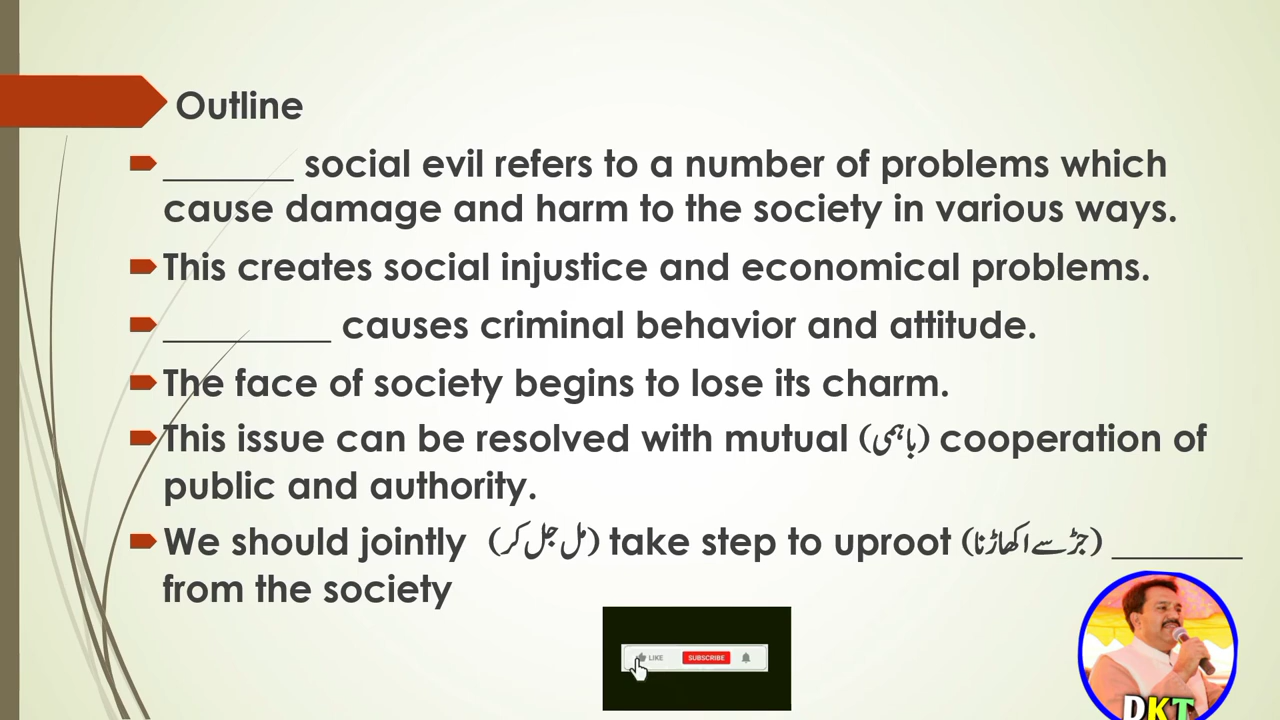 Outline
_______ social evil refers to a number of problems which
cause damage and harm to the society in various ways.
This creates social injustice and economical problems.
_________ causes criminal behavior and attitude.
The face of society begins to lose its charm.
This issue can be resolved with mutual (باہمی) cooperation of
public and authority.
We should jointly (مل جل کر) take step to uproot (جڑ سے اکھاڑنا) _______
from the society
LIKE SUBSCRIBE
DKT